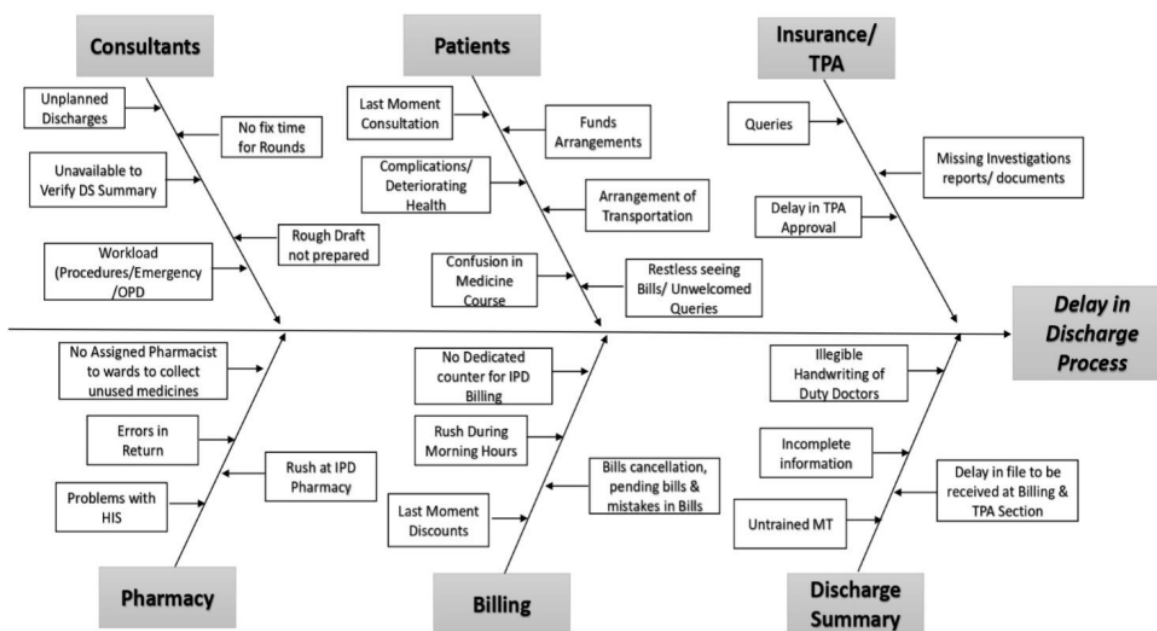 Consultants
Patients
Insurance/
TPA
Unplanned
Discharges
No fix time
for Rounds
Unavailable to
Verify DS Summary
Rough Draft
not prepared
Workload
(Procedures/Emergency
/OPD
Last Moment
Consultation
Funds
Arrangements
Complications/
Deteriorating
Health
Arrangement of
Transportation
Confusion in
Medicine
Course
Restless seeing
Bills/ Unwelcomed
Queries
Queries
Missing Investigations
reports/ documents
Delay in TPA
Approval
Delay in
Discharge
Process
No Assigned Pharmacist
to wards to collect
unused medicines
Errors in
Return
Rush at IPD
Pharmacy
Problems with
HIS
No Dedicated
counter for IPD
Billing
Rush During
Morning Hours
Bills cancellation,
pending bills &
mistakes in Bills
Last Moment
Discounts
Illegible
Handwriting of
Duty Doctors
Incomplete
information
Delay in file to be
received at Billing &
TPA Section
Untrained MT
Pharmacy
Billing
Discharge
Summary